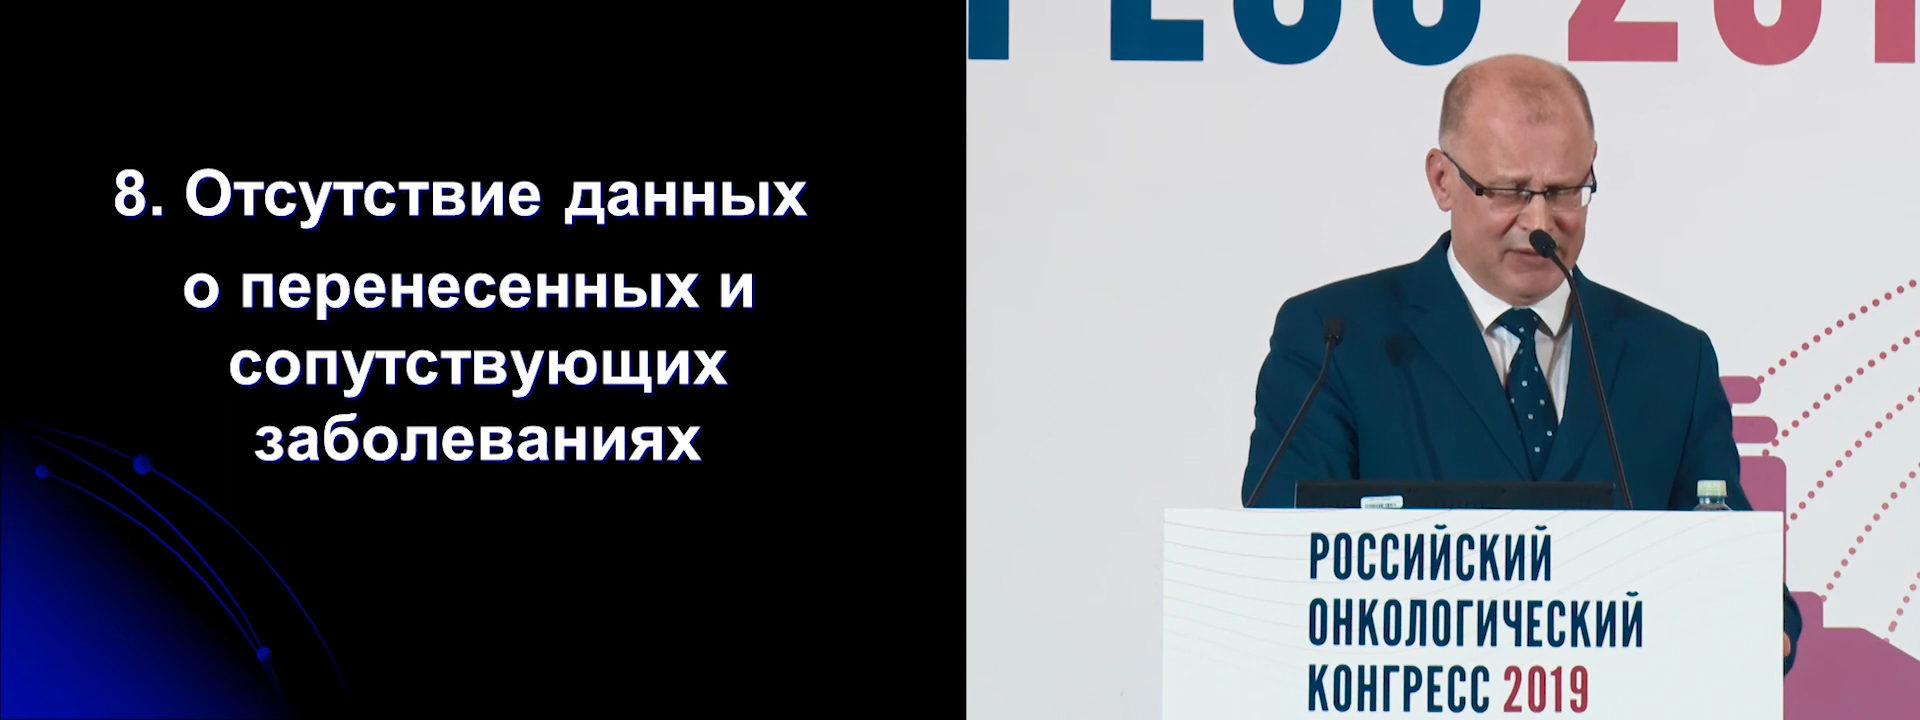 8. Отсутствие данных
о перенесенных и
сопутствующих
заболеваниях
РОССИЙСКИЙ
ОНКОЛОГИЧЕСКИЙ
КОНГРЕСС 2019